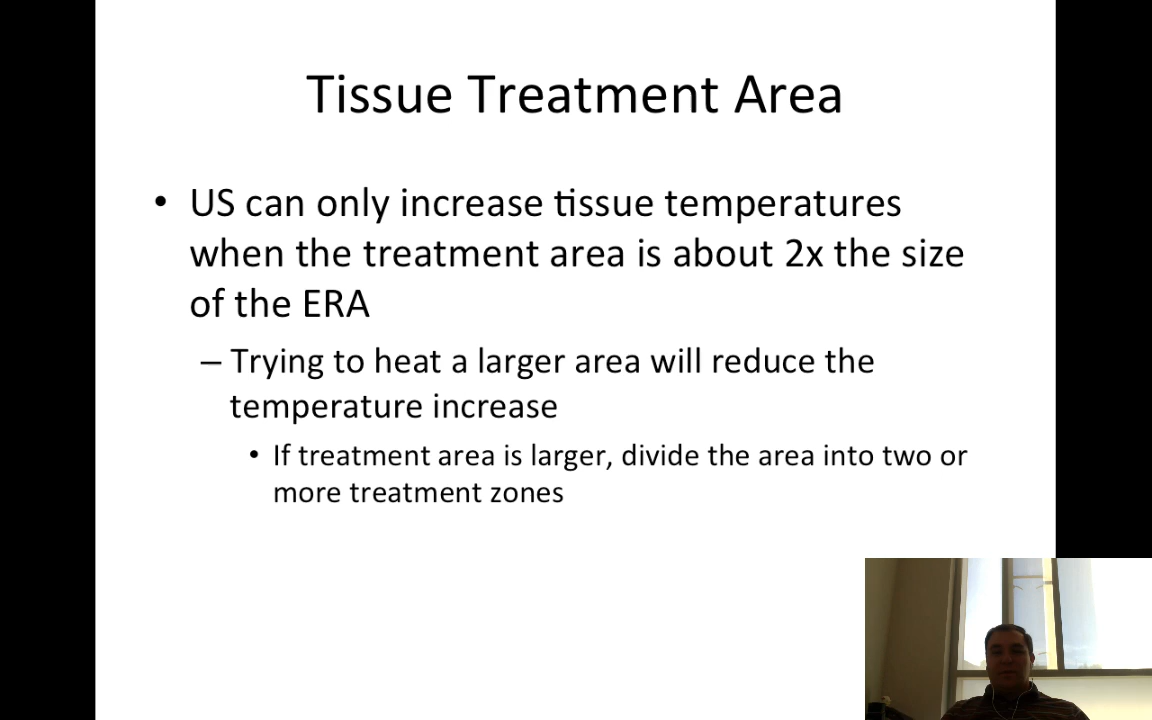 Tissue Treatment Area
• US can only increase tissue temperatures
when the treatment area is about 2x the size
of the ERA
– Trying to heat a larger area will reduce the
temperature increase
• If treatment area is larger, divide the area into two or
more treatment zones